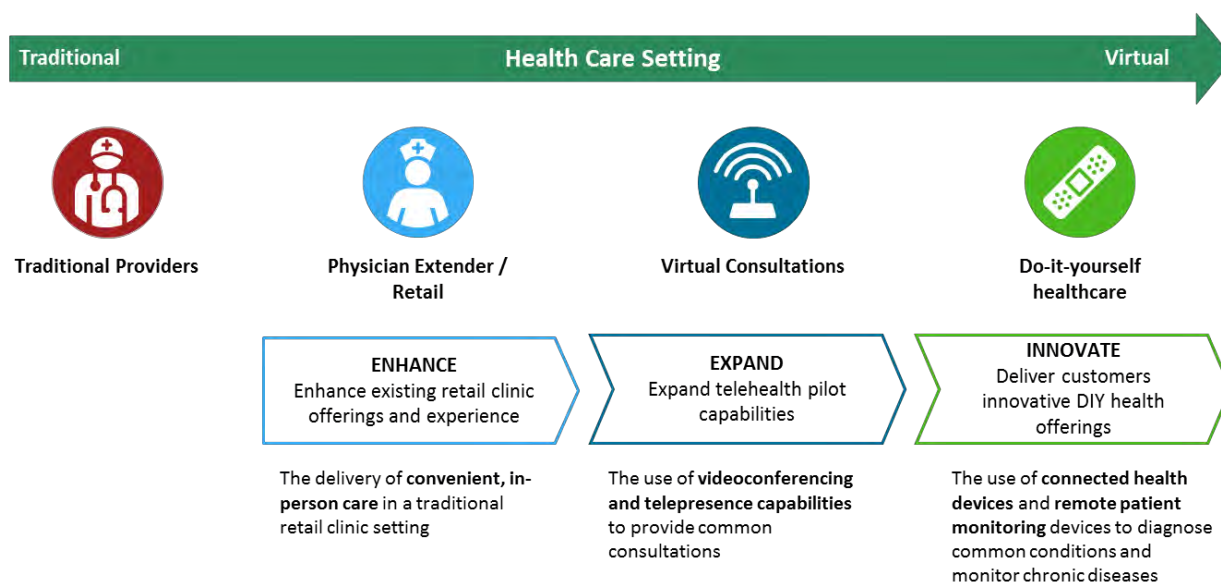 Traditional
Health Care Setting
Virtual
Traditional Providers
Physician Extender /
Retail
Virtual Consultations
Do-it-yourself
healthcare
ENHANCE
Enhance existing retail clinic
offerings and experience
EXPAND
Expand telehealth pilot
capabilities
INNOVATE
Deliver customers
innovative DIY health
offerings
The delivery of convenient, in-
person care in a traditional
retail clinic setting
The use of videoconferencing
and telepresence capabilities
to provide common
consultations
The use of connected health
devices and remote patient
monitoring devices to diagnose
common conditions and
monitor chronic diseases